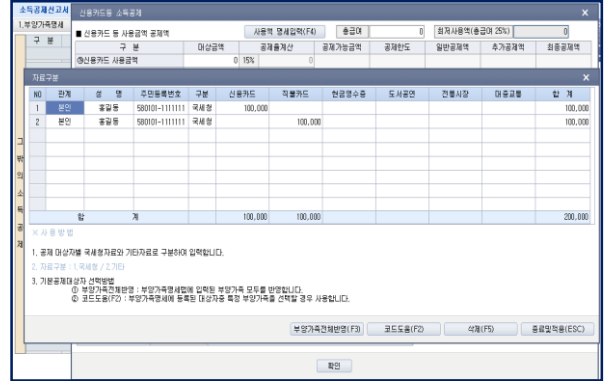 소득공제신고서
신용카드등 소득공제
1.부양가족명세
■ 신용카드 등 사용금액 공제액
사용액 명세입력(F4)
총급여 0
최저사용액(총급여 25%) 0
구 분
구 분 대상금액 공제율계산 공제가능금액 공제한도 일반공제액 추가공제액 최종공제액
㉮신용카드 사용금액 0 15% 0
자료구분
NO 관계 성 명 주민등록번호 구분 신용카드 직불카드 현금영수증 도서공연 전통시장 대중교통 합 계
1 본인 홍길동 580101-1111111 국세청 100,000 100,000
2 본인 홍길동 580101-1111111 국세청 100,000 100,000
합 계 100,000 100,000 200,000
그 밖의 소득공제
※ 사 용 방 법
1. 공제 대상자별 국세청자료와 기타자료로 구분하여 입력합니다.
2. 자료구분 : 1.국세청 / 2.기타
3. 기본공제대상자 선택방법
① 부양가족전체반영 : 부양가족명세탭에 입력된 부양가족 모두를 반영합니다.
② 코드도움(F2) : 부양가족명세에 등록된 대상자중 특정 부양가족를 선택할 경우 사용합니다.
부양가족전체반영(F3) 코드도움(F2) 삭제(F5) 종료및적용(ESC)
확인